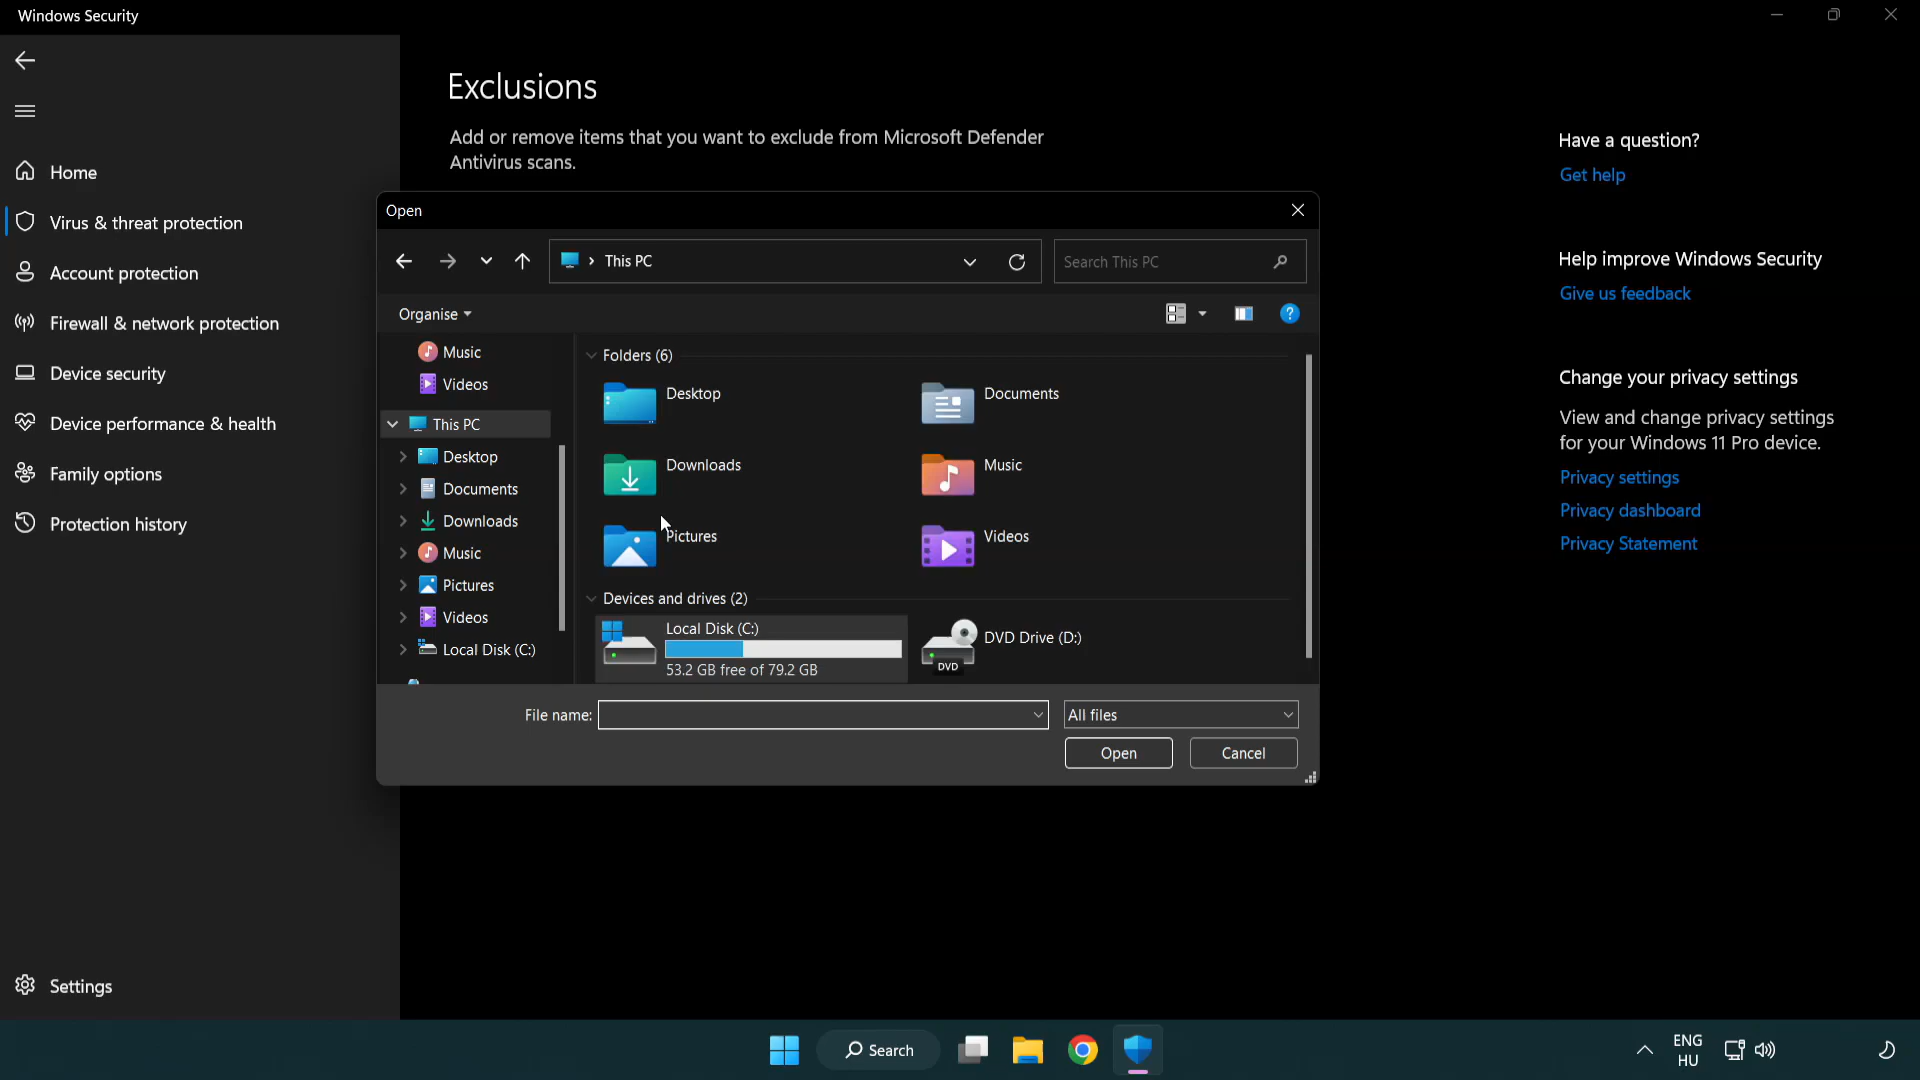 Windows Security
Home
Virus & threat protection
Account protection
Firewall & network protection
Device security
Device performance & health
Family options
Protection history
Settings
Exclusions
Add or remove items that you want to exclude from Microsoft Defender
Antivirus scans.
Open
This PC
Search This PC
Organise
Music
Videos
This PC
Desktop
Documents
Downloads
Music
Pictures
Videos
Local Disk (C:)
Folders (6)
Desktop
Documents
Downloads
Music
Pictures
Videos
Devices and drives (2)
Local Disk (C:)
53.2 GB free of 79.2 GB
DVD Drive (D:)
DVD
File name:
All files
Open
Cancel
Have a question?
Get help
Help improve Windows Security
Give us feedback
Change your privacy settings
View and change privacy settings
for your Windows 11 Pro device.
Privacy settings
Privacy dashboard
Privacy Statement
Search
ENG
HU